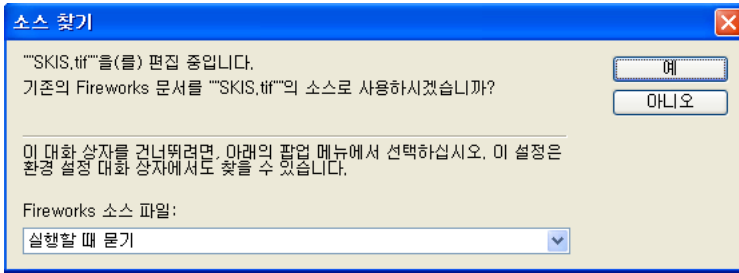 소스 찾기
""SKIS.tif""을(를) 편집 중입니다.
기존의 Fireworks 문서를 ""SKIS.tif""의 소스로 사용하시겠습니까?
예
아니오
이 대화 상자를 건너뛰려면, 아래의 팝업 메뉴에서 선택하십시오. 이 설정은
환경 설정 대화 상자에서도 찾을 수 있습니다.
Fireworks 소스 파일:
실행할 때 묻기